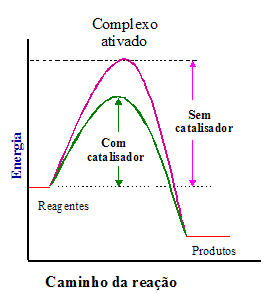 Complexo
ativado
Sem
catalisador
Com
catalisador
Energia
Reagentes
Produtos
Caminho da reação